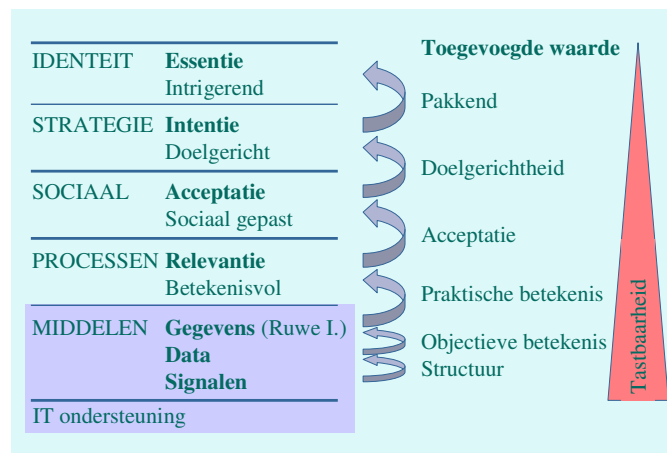 Toegevoegde waarde
IDENTEIT Essentie
Intrigerend
Pakkend
STRATEGIE Intentie
Doelgericht
Doelgerichtheid
SOCIAAL Acceptatie
Sociaal gepast
Acceptatie
PROCESSEN Relevantie
Betekenisvol
Praktische betekenis
MIDDELEN Gegevens (Ruwe I.)
Data
Signalen
Objectieve betekenis
Structuur
IT ondersteuning
Tastbaarheid